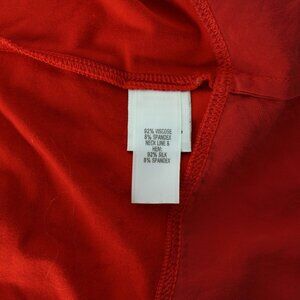 92% VISCOSE
8% SPANDEX
NECK LINE &
HEM:
92% SILK
8% SPANDEX